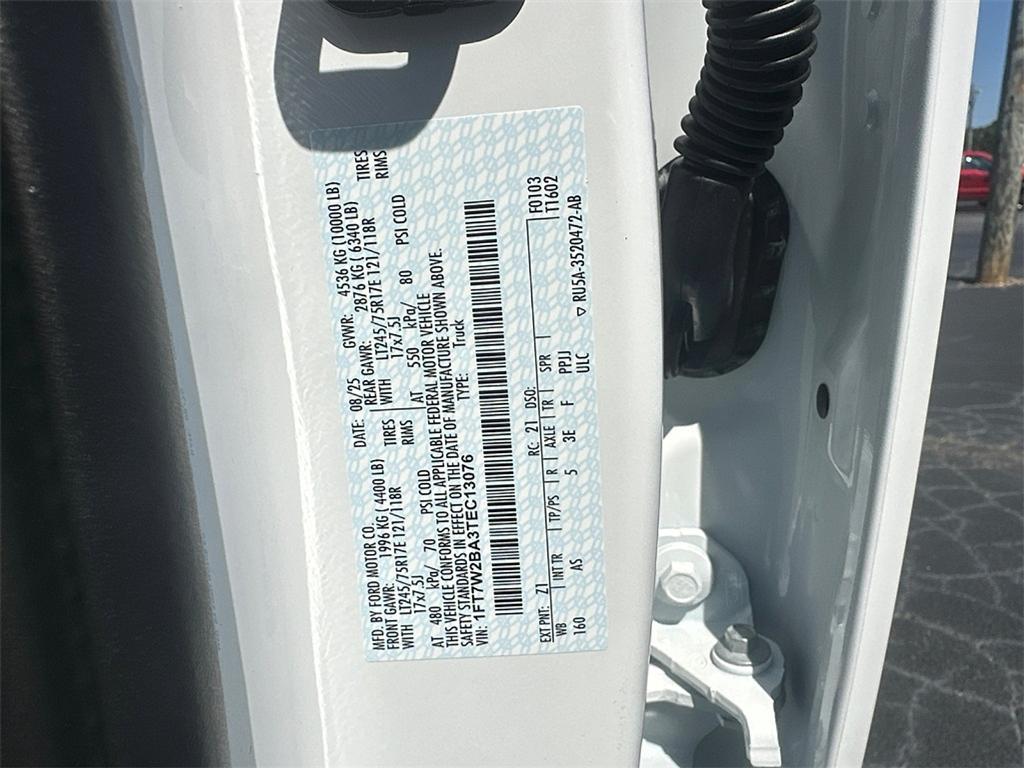 MFD. BY FORD MOTOR CO.
DATE: 08/25 GVWR: 4536 KG (10000 LB)
FRONT GAWR: 1996 KG ( 4400 LB) REAR GAWR: 2876 KG ( 6340 LB)
WITH LT245/75R17E 121/118R TIRES WITH LT245/75R17E 121/118R TIRES
17x7.5J RIMS 17x7.5J RIMS
AT 480 kPa/ 70 PSI COLD AT 550 kPa/ 80 PSI COLD
THIS VEHICLE CONFORMS TO ALL APPLICABLE FEDERAL MOTOR VEHICLE
SAFETY STANDARDS IN EFFECT ON THE DATE OF MANUFACTURE SHOWN ABOVE.
VIN: 1FT7W2BA3TEC13076 TYPE: Truck
EXT PNT: Z1 RC: 21 DSO: F0103
WB INT TR TP/PS R AXLE TR SPR T1602
160 AS 5 3E F PPJJ
ULC ▽ RU5A-3520472-AB